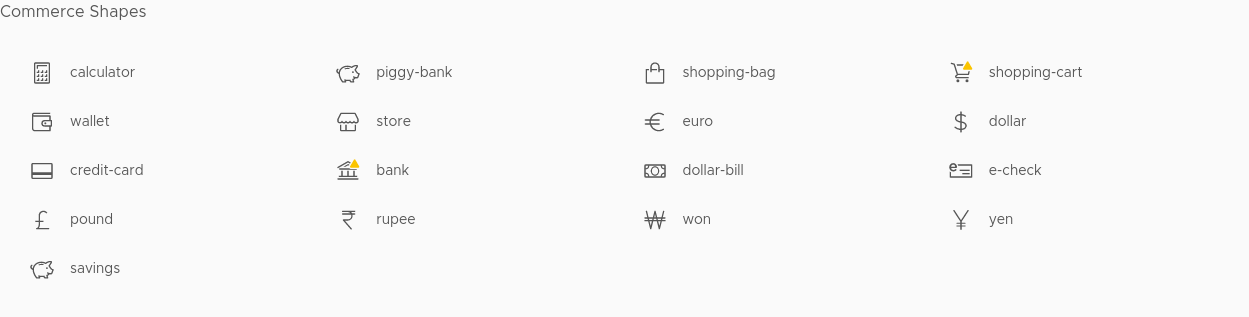 Commerce Shapes
calculator piggy-bank shopping-bag shopping-cart
wallet store euro dollar
credit-card bank dollar-bill e-check
pound rupee won yen
savings